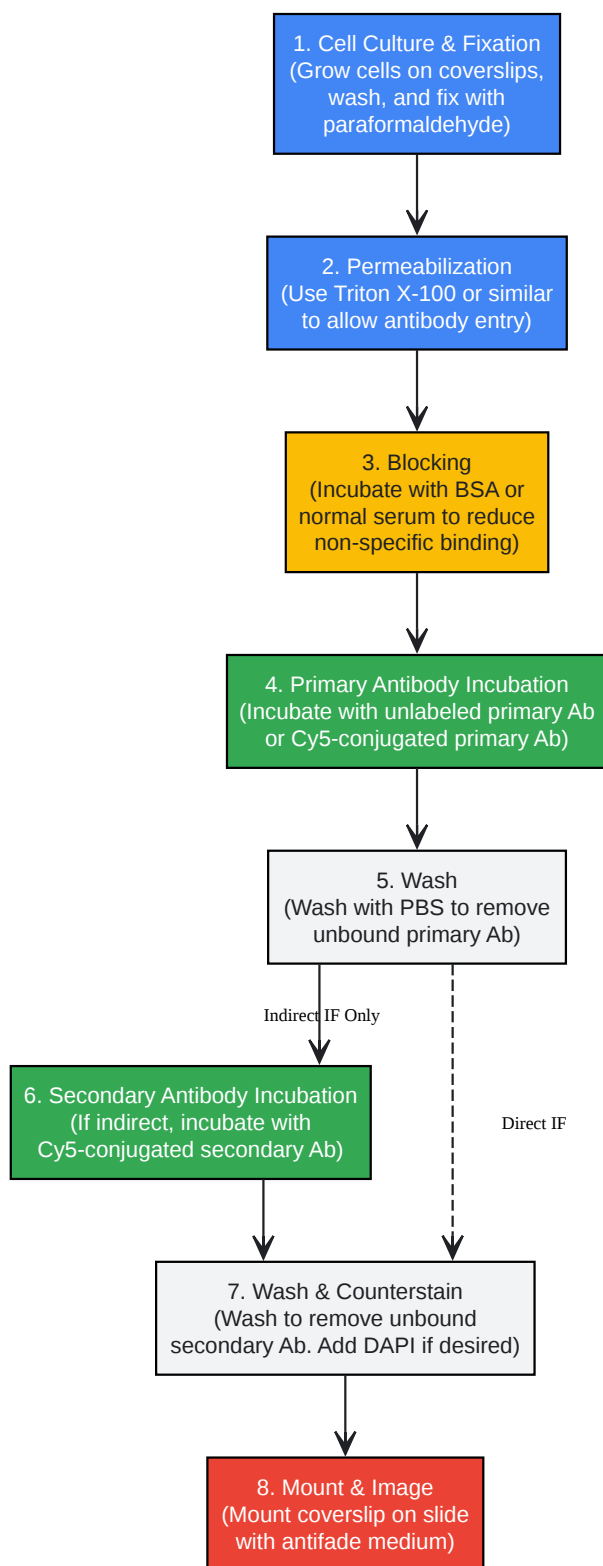 1. Cell Culture & Fixation
(Grow cells on coverslips,
wash, and fix with
paraformaldehyde)
2. Permeabilization
(Use Triton X-100 or similar
to allow antibody entry)
3. Blocking
(Incubate with BSA or
normal serum to reduce
non-specific binding)
4. Primary Antibody Incubation
(Incubate with unlabeled primary Ab
or Cy5-conjugated primary Ab)
5. Wash
(Wash with PBS to remove
unbound primary Ab)
Indirect IF Only
6. Secondary Antibody Incubation
(If indirect, incubate with
Cy5-conjugated secondary Ab)
Direct IF
7. Wash & Counterstain
(Wash to remove unbound
secondary Ab. Add DAPI if desired)
8. Mount & Image
(Mount coverslip on slide
with antifade medium)